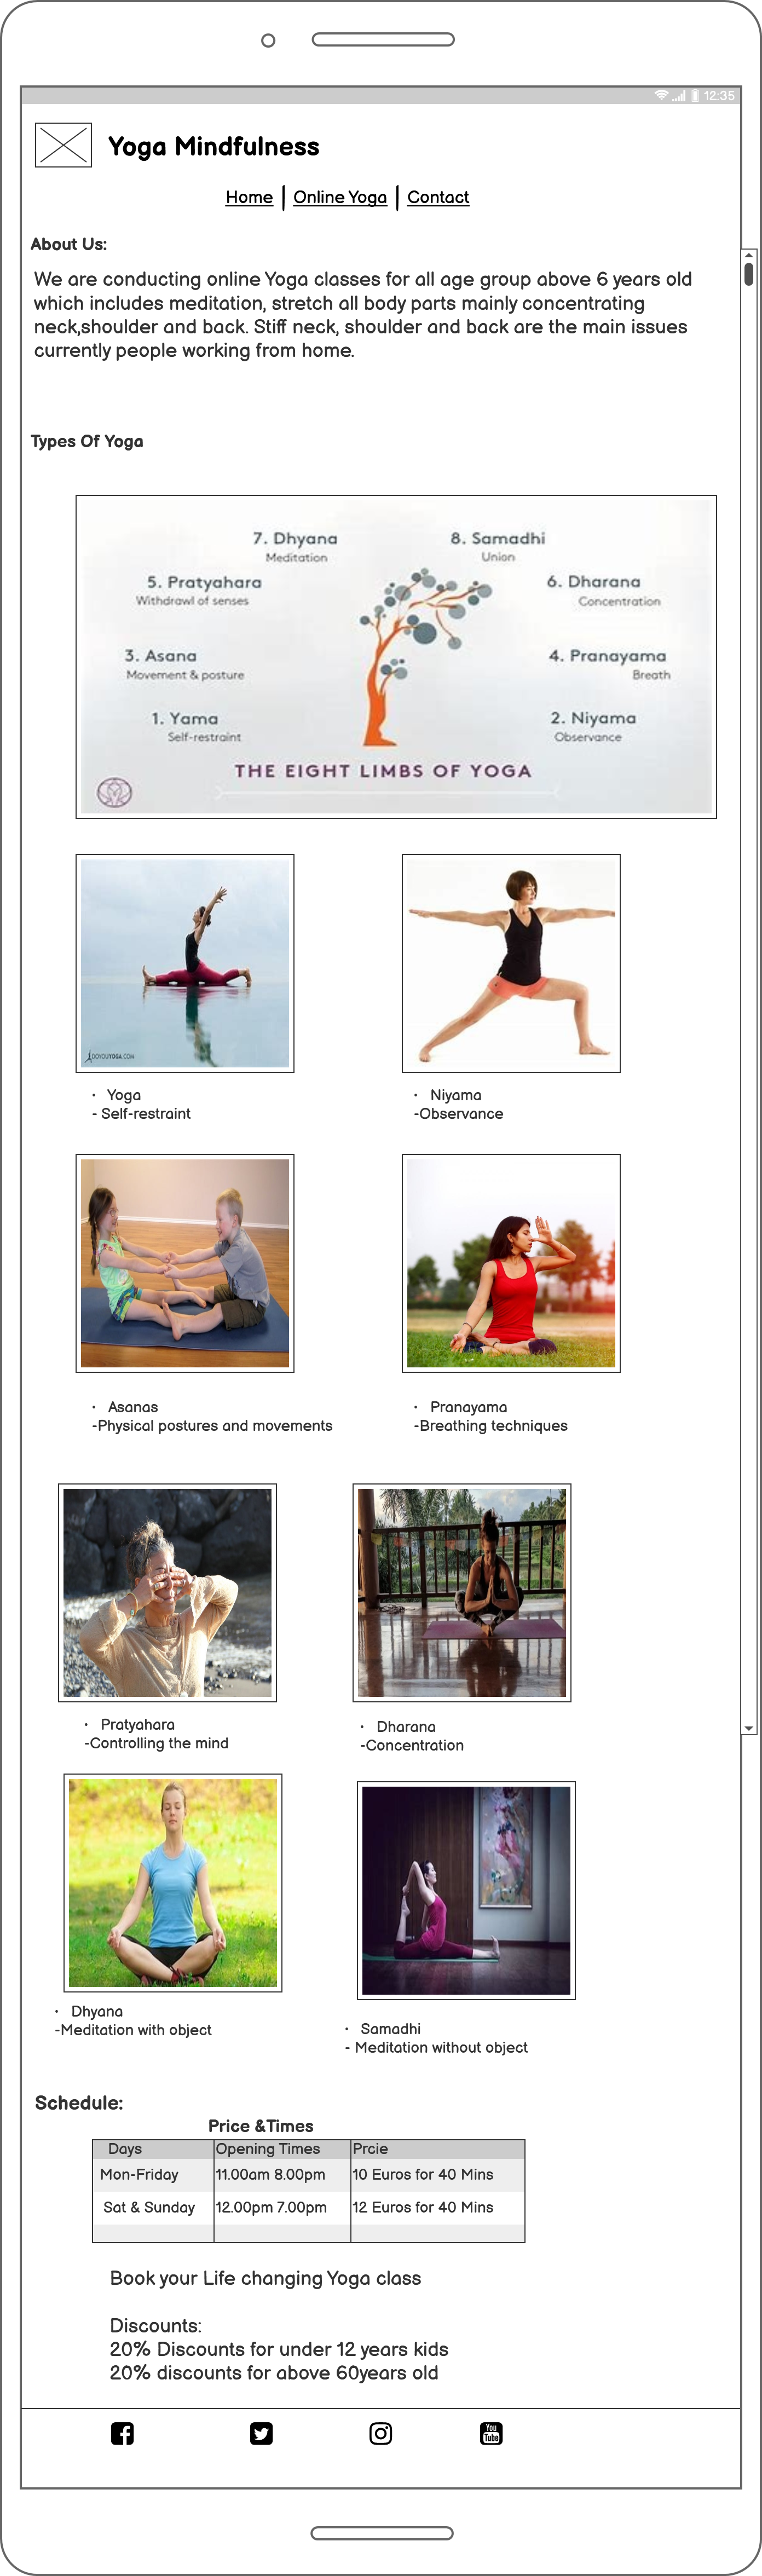 12:35
Yoga Mindfulness
Home | Online Yoga | Contact
About Us:
We are conducting online Yoga classes for all age group above 6 years old
which includes meditation, stretch all body parts mainly concentrating
neck,shoulder and back. Stiff neck, shoulder and back are the main issues
currently people working from home.
Types Of Yoga
7. Dhyana
Meditation
8. Samadhi
Union
5. Pratyahara
Withdrawl of senses
6. Dharana
Concentration
3. Asana
Movement & posture
4. Pranayama
Breath
1. Yama
Self-restraint
2. Niyama
Observance
THE EIGHT LIMBS OF YOGA
DOYOUYOGA.COM
• Yoga
- Self-restraint
• Niyama
-Observance
• Asanas
-Physical postures and movements
• Pranayama
-Breathing techniques
• Pratyahara
-Controlling the mind
• Dharana
-Concentration
• Dhyana
-Meditation with object
• Samadhi
- Meditation without object
Schedule:
Price &Times
Days Opening Times Prcie
Mon-Friday 11.00am 8.00pm 10 Euros for 40 Mins
Sat & Sunday 12.00pm 7.00pm 12 Euros for 40 Mins
Book your Life changing Yoga class
Discounts:
20% Discounts for under 12 years kids
20% discounts for above 60years old
You
Tube